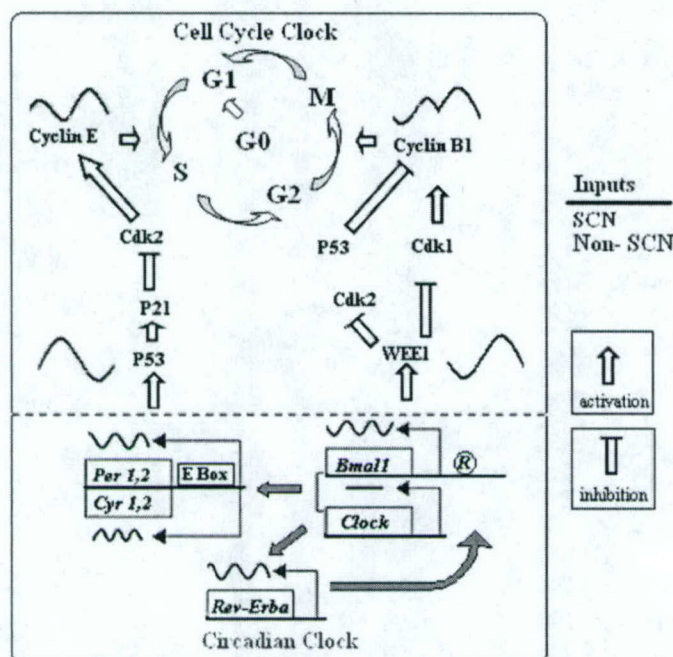 Cell Cycle Clock
G1
M
Cyclin E
G0
Cyclin B1
S
G2
Inputs
SCN
Non- SCN
Cdk2
P53
Cdk1
P21
Cdk2
P53
WEE1
activation
inhibition
Per 1,2
E Box
Cyr 1,2
Bmal1
R
Clock
Rev-Erba
Circadian Clock